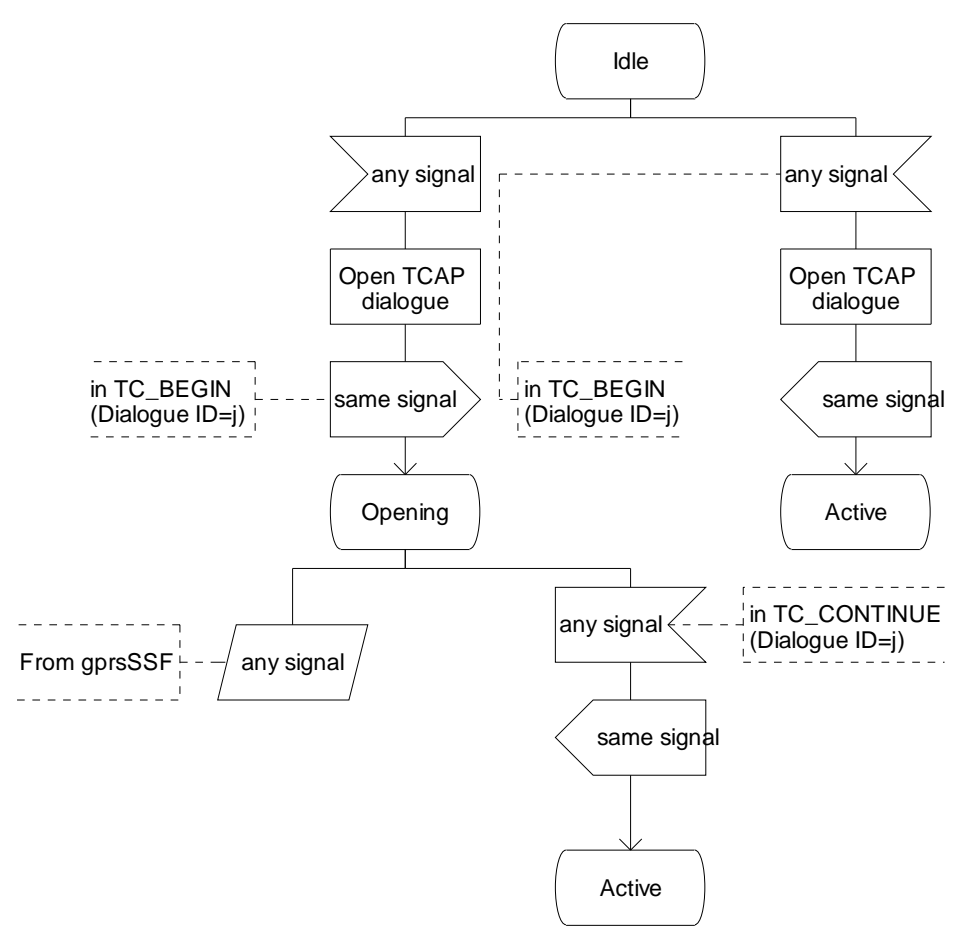 Idle
any signal
any signal
Open TCAP
dialogue
Open TCAP
dialogue
in TC_BEGIN
(Dialogue ID=j)
same signal
in TC_BEGIN
(Dialogue ID=j)
same signal
Opening
Active
any signal
in TC_CONTINUE
(Dialogue ID=j)
From gprsSSF
any signal
same signal
Active